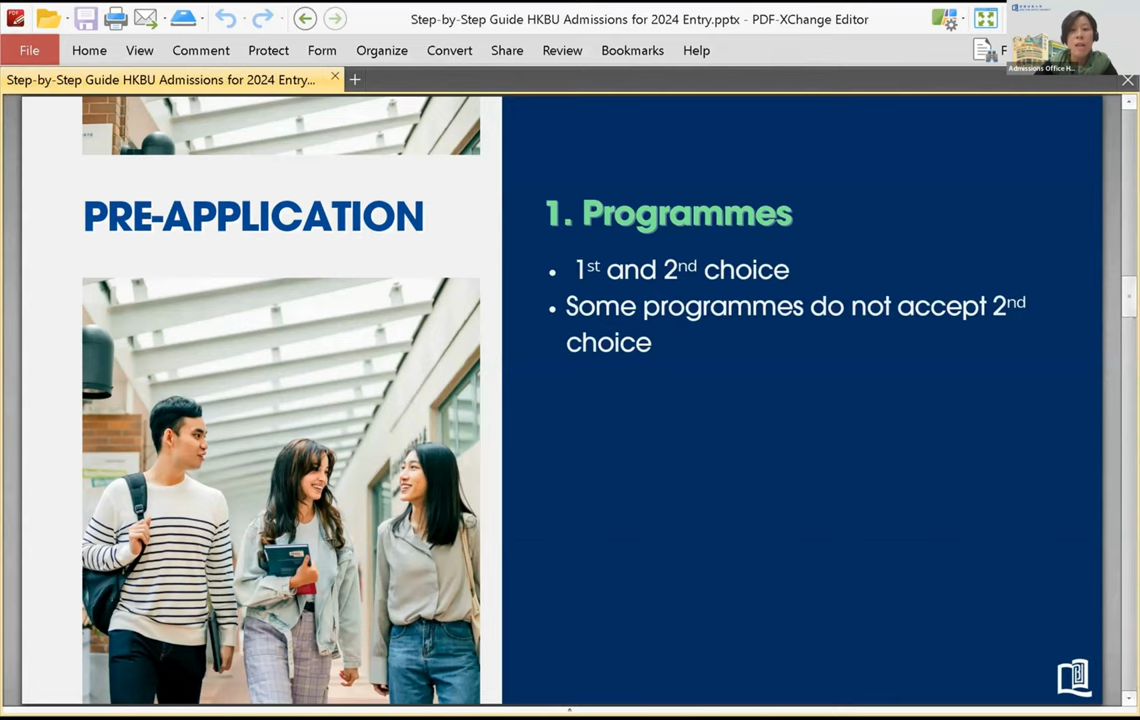 Step-by-Step Guide HKBU Admissions for 2024 Entry.pptx - PDF-XChange Editor
File Home View Comment Protect Form Organize Convert Share Review Bookmarks Help F
Admissions Office H...
Step-by-Step Guide HKBU Admissions for 2024 Entry...
PRE-APPLICATION
1. Programmes
• 1st and 2nd choice
• Some programmes do not accept 2nd
choice